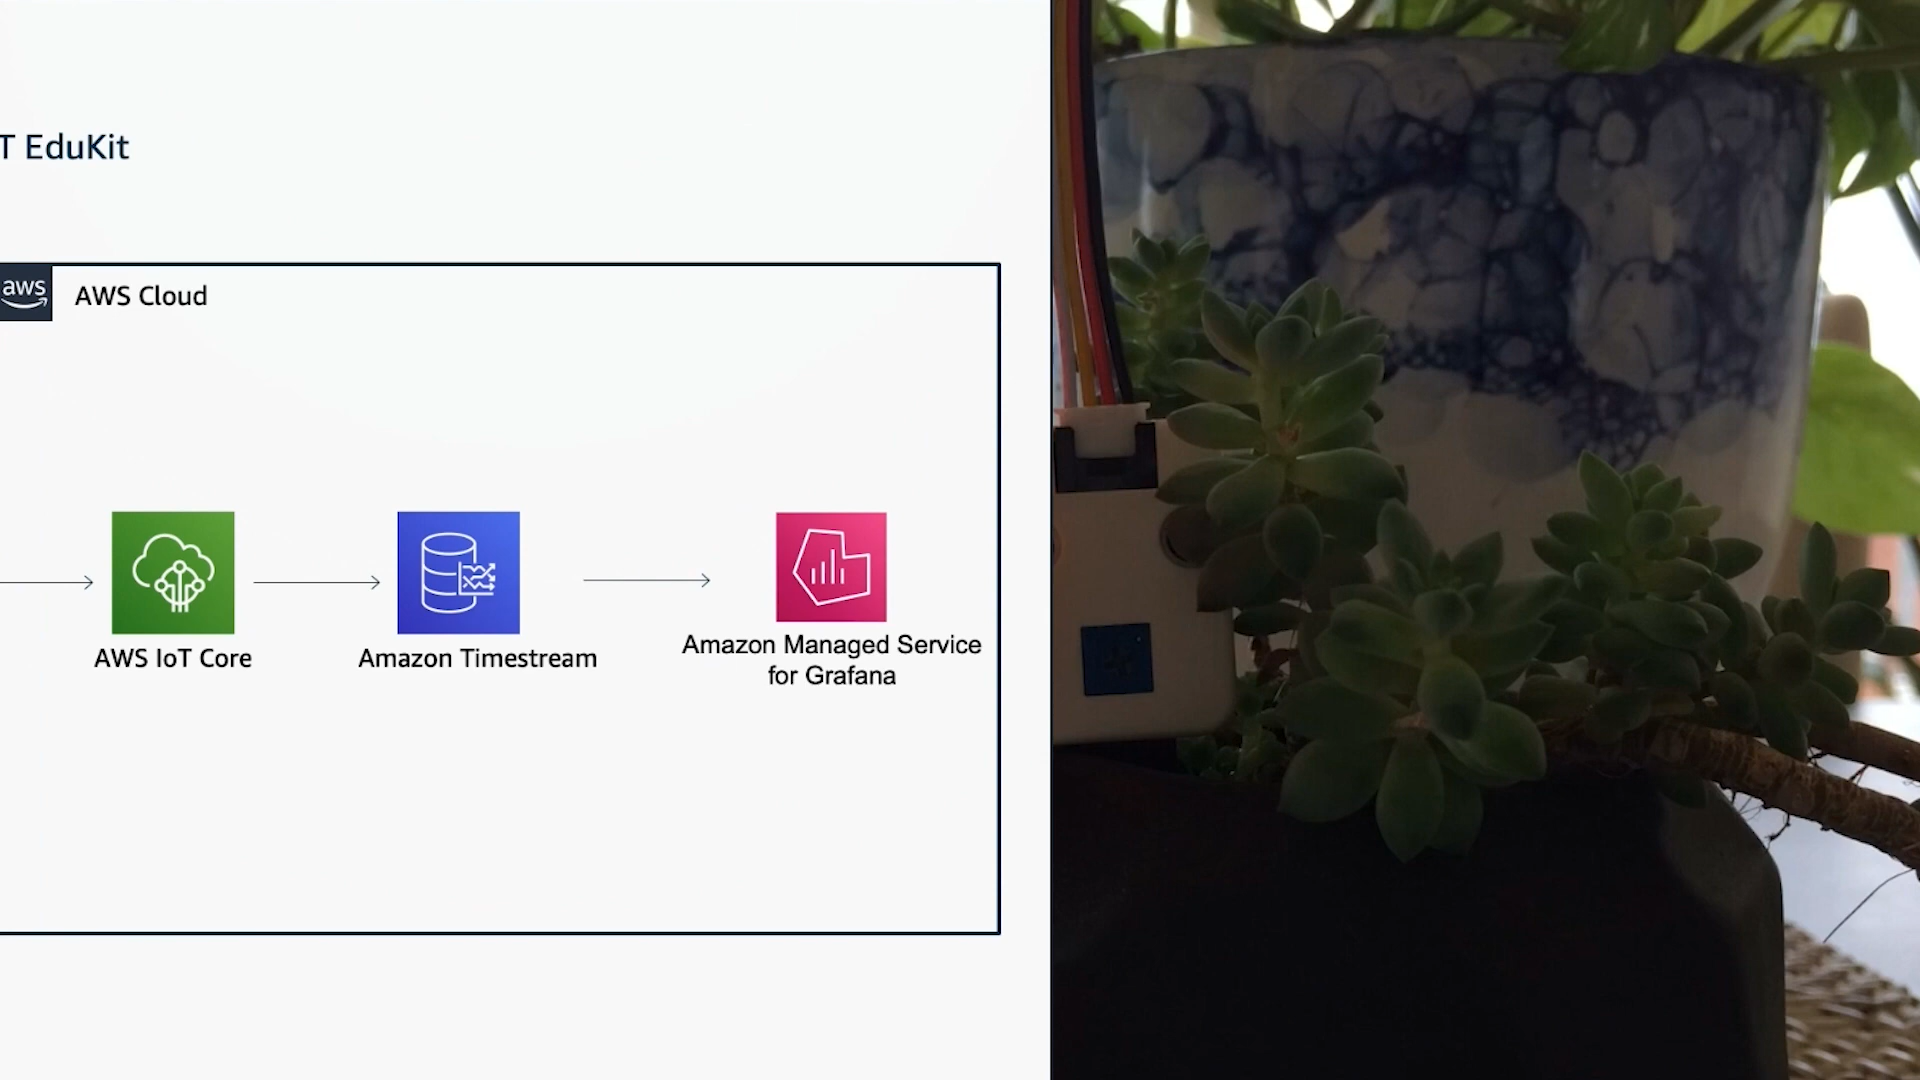 T EduKit
aws
AWS Cloud
AWS IoT Core
Amazon Timestream
Amazon Managed Service
for Grafana